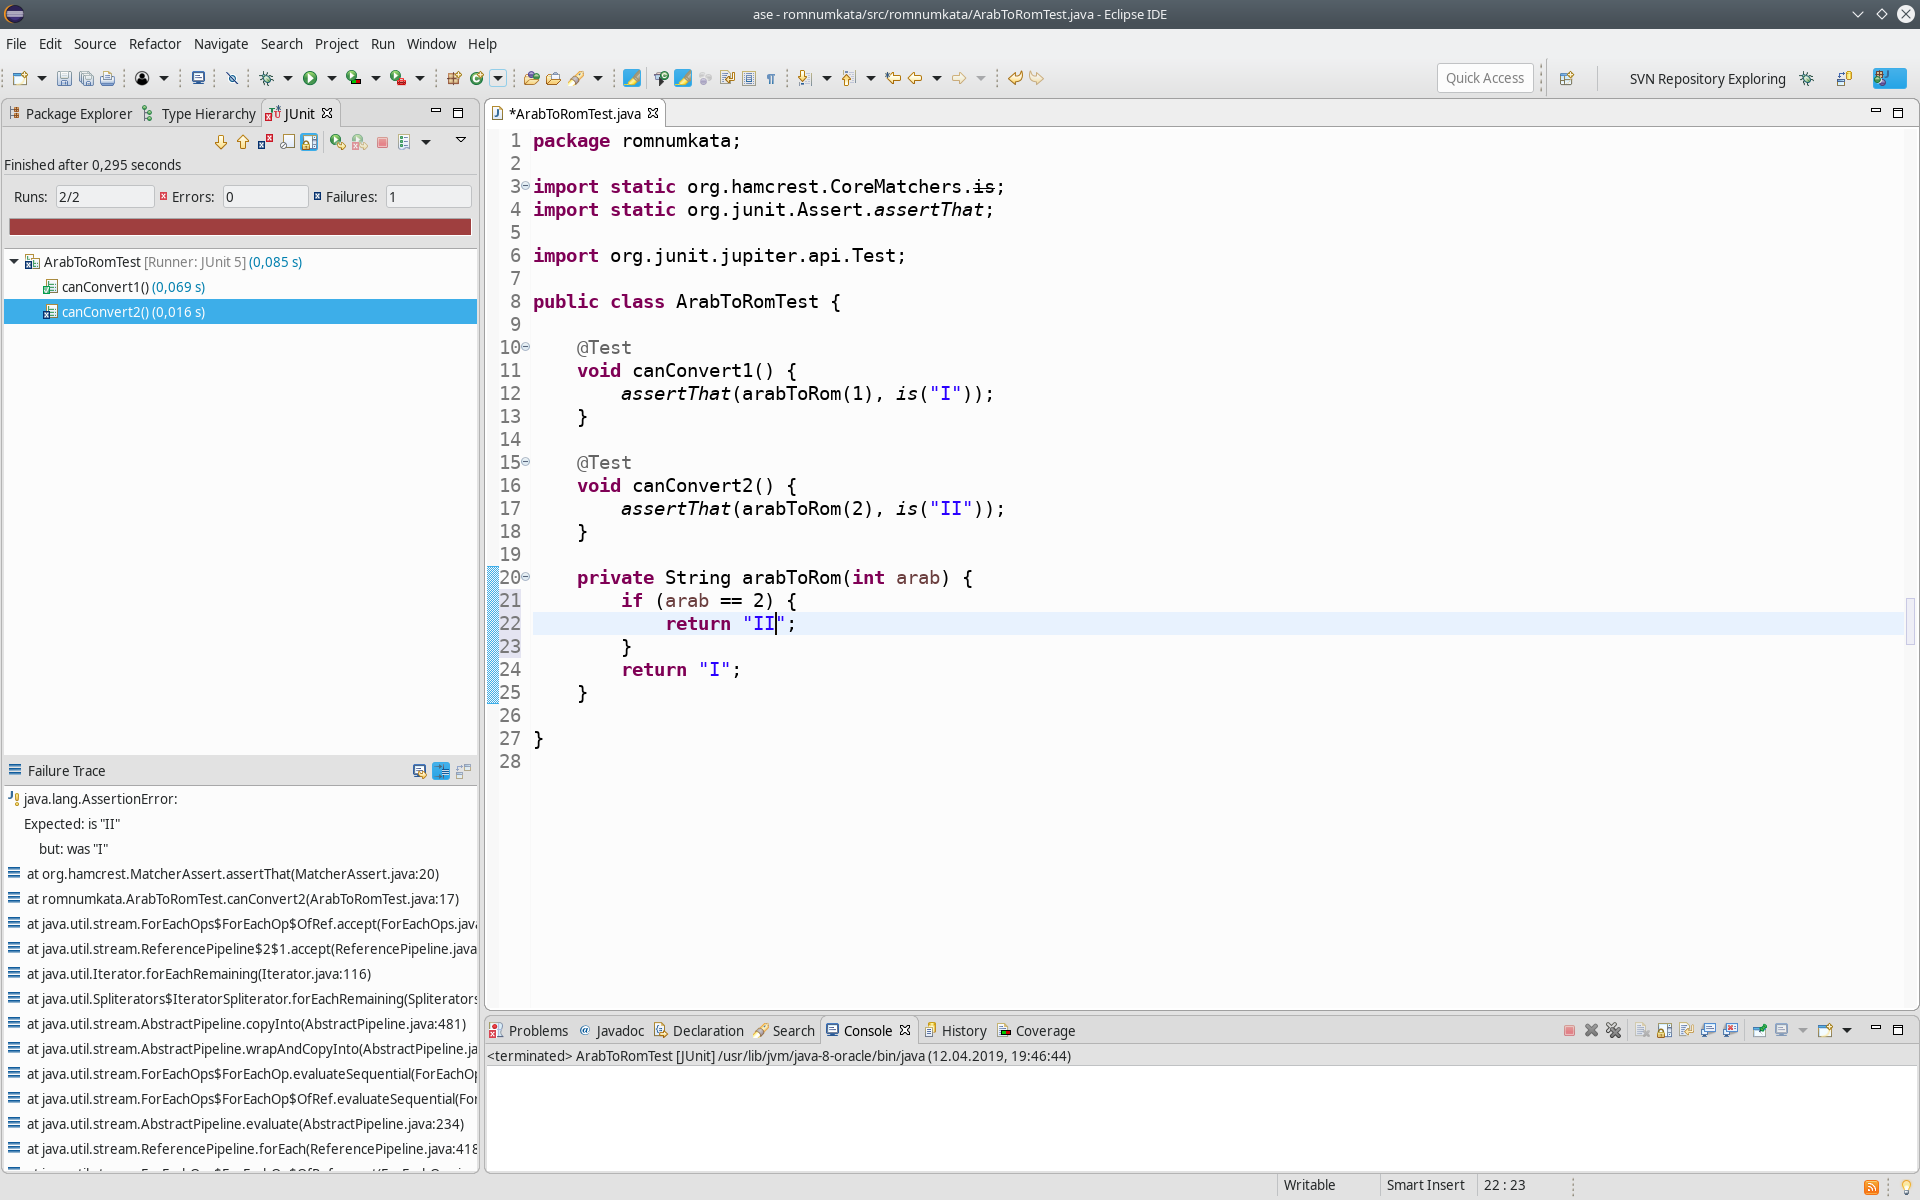 ase - romnumkata/src/romnumkata/ArabToRomTest.java - Eclipse IDE
File Edit Source Refactor Navigate Search Project Run Window Help
Quick Access
SVN Repository Exploring
Package Explorer Type Hierarchy JUnit
Finished after 0,295 seconds
Runs: 2/2 Errors: 0 Failures: 1
ArabToRomTest [Runner: JUnit 5] (0,085 s)
canConvert1() (0,069 s)
canConvert2() (0,016 s)
Failure Trace
java.lang.AssertionError:
Expected: is "II"
but: was "I"
at org.hamcrest.MatcherAssert.assertThat(MatcherAssert.java:20)
at romnumkata.ArabToRomTest.canConvert2(ArabToRomTest.java:17)
at java.util.stream.ForEachOps$ForEachOp$OfRef.accept(ForEachOps.java
at java.util.stream.ReferencePipeline$2$1.accept(ReferencePipeline.java
at java.util.Iterator.forEachRemaining(Iterator.java:116)
at java.util.Spliterators$IteratorSpliterator.forEachRemaining(Spliterators
at java.util.stream.AbstractPipeline.copyInto(AbstractPipeline.java:481)
at java.util.stream.AbstractPipeline.wrapAndCopyInto(AbstractPipeline.ja
at java.util.stream.ForEachOps$ForEachOp.evaluateSequential(ForEachOp
at java.util.stream.ForEachOps$ForEachOp$OfRef.evaluateSequential(For
at java.util.stream.AbstractPipeline.evaluate(AbstractPipeline.java:234)
at java.util.stream.ReferencePipeline.forEach(ReferencePipeline.java:418
*ArabToRomTest.java
1 package romnumkata;
2
3 import static org.hamcrest.CoreMatchers.is;
4 import static org.junit.Assert.assertThat;
5
6 import org.junit.jupiter.api.Test;
7
8 public class ArabToRomTest {
9
10 @Test
11 void canConvert1() {
12 assertThat(arabToRom(1), is("I"));
13 }
14
15 @Test
16 void canConvert2() {
17 assertThat(arabToRom(2), is("II"));
18 }
19
20 private String arabToRom(int arab) {
21 if (arab == 2) {
22 return "II";
23 }
24 return "I";
25 }
26
27 }
28
Problems Javadoc Declaration Search Console History Coverage
<terminated> ArabToRomTest [JUnit] /usr/lib/jvm/java-8-oracle/bin/java (12.04.2019, 19:46:44)
Writable Smart Insert 22 : 23